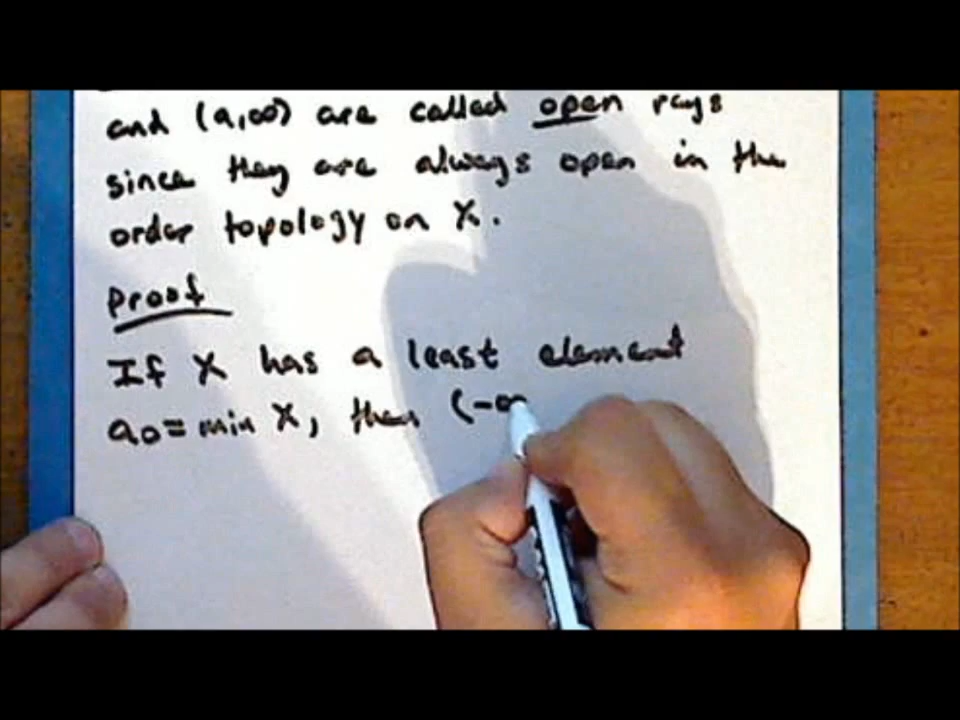 and (a,∞) are called open rays
since they are always open in the
order topology on X.
Proof
If X has a least element
a₀ = min X, then (-∞